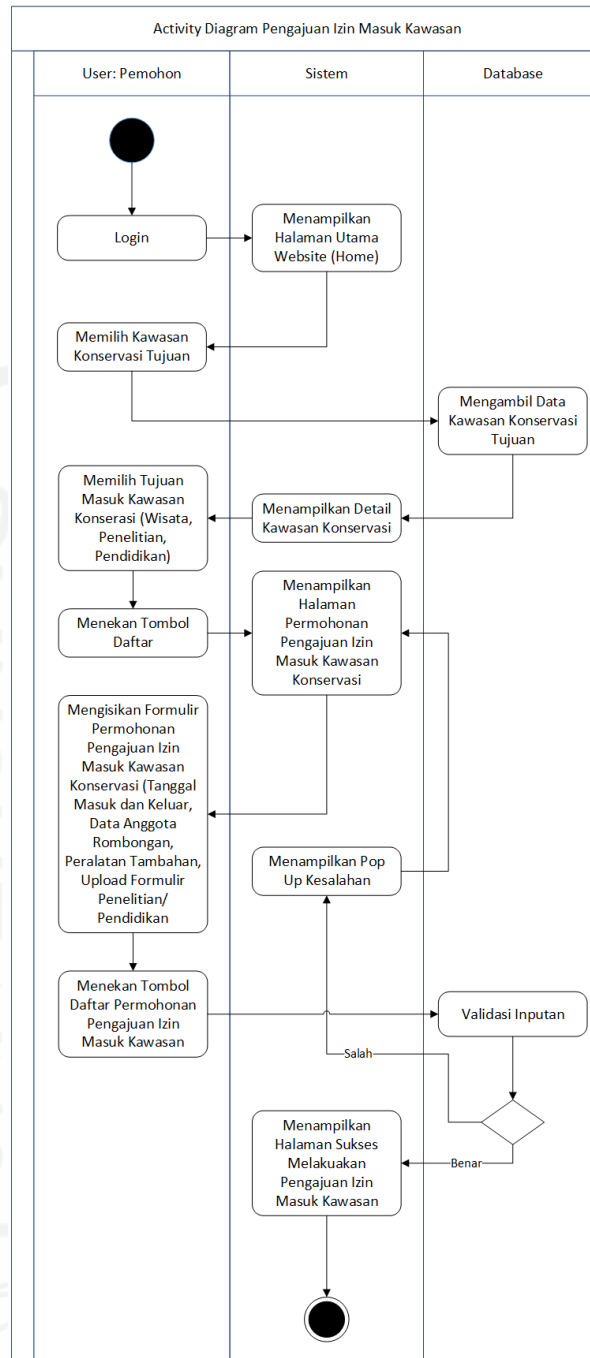 Activity Diagram Pengajuan Izin Masuk Kawasan
User: Pemohon
Sistem
Database
Login
Menampilkan
Halaman Utama
Website (Home)
Memilih Kawasan
Konservasi Tujuan
Mengambil Data
Kawasan Konservasi
Tujuan
Menampilkan Detail
Kawasan Konservasi
Memilih Tujuan
Masuk Kawasan
Konserasi (Wisata,
Penelitian,
Pendidikan)
Menekan Tombol
Daftar
Menampilkan
Halaman
Permohonan
Pengajuan Izin
Masuk Kawasan
Konservasi
Mengisikan Formulir
Permohonan
Pengajuan Izin
Masuk Kawasan
Konservasi (Tanggal
Masuk dan Keluar,
Data Anggota
Rombongan,
Peralatan Tambahan,
Upload Formulir
Penelitian/
Pendidikan
Menampilkan Pop
Up Kesalahan
Menekan Tombol
Daftar Permohonan
Pengajuan Izin
Masuk Kawasan
Validasi Inputan
Salah
Benar
Menampilkan
Halaman Sukses
Melakuakan
Pengajuan Izin
Masuk Kawasan